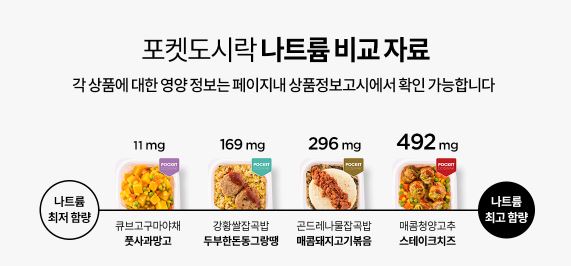 포켓도시락 나트륨 비교 자료
각 상품에 대한 영양 정보는 페이지내 상품정보고시에서 확인 가능합니다
11 mg
169 mg
296 mg
492 mg
POCKIT
POCKIT
POCKIT
POCKIT
나트륨
최저 함량
나트륨
최고 함량
큐브고구마야채
풋사과망고
강황쌀잡곡밥
두부한돈동그랑땡
곤드레나물잡곡밥
매콤돼지고기볶음
매콤청양고추
스테이크치즈